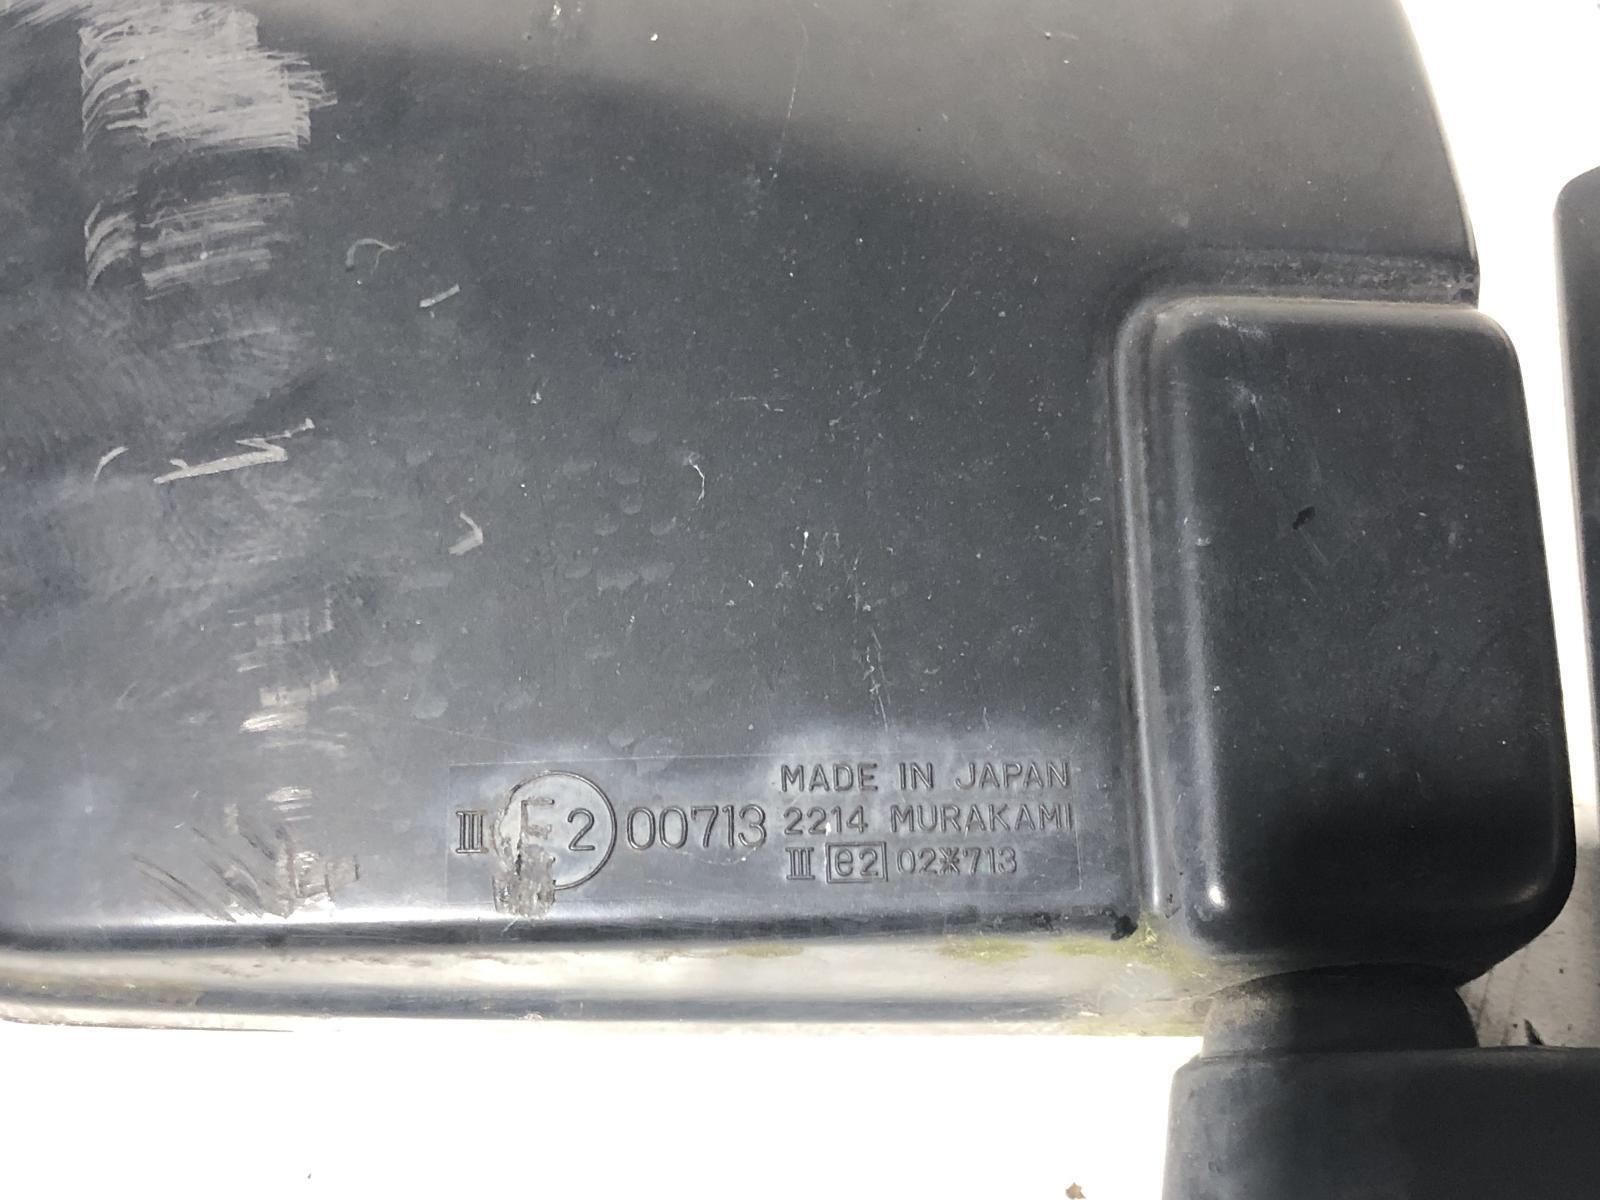 III E2 00713
MADE IN JAPAN
2214 MURAKAMI
III e2 02*713